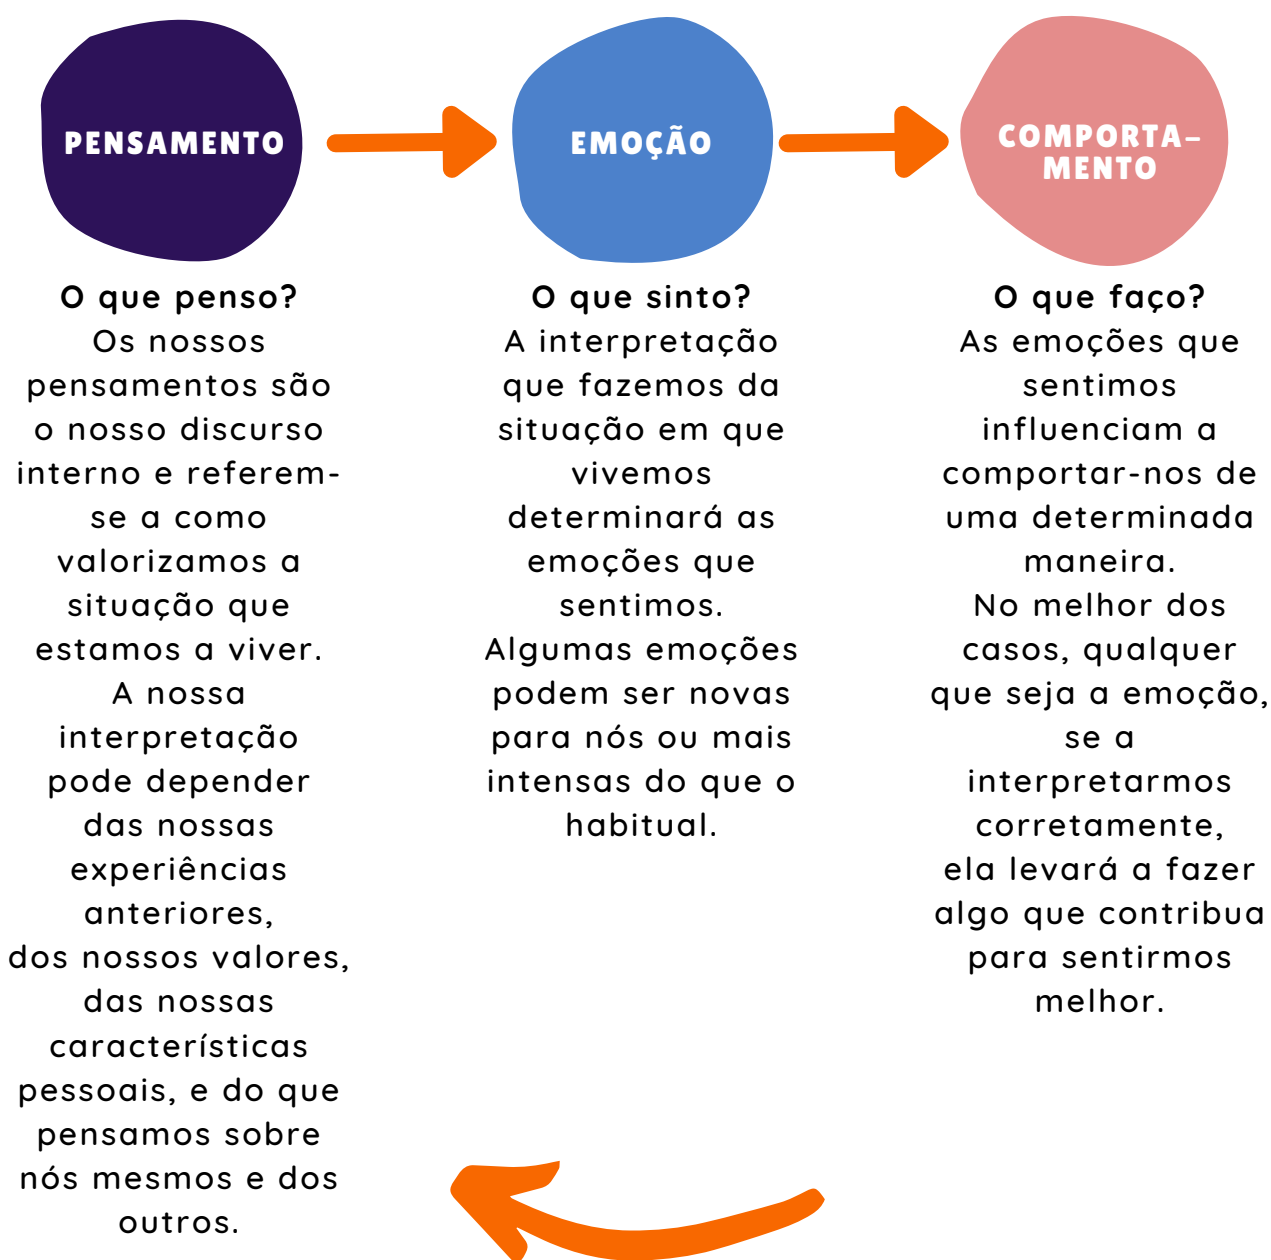 PENSAMENTO
O que penso?
Os nossos
pensamentos são
o nosso discurso
interno e referem-
se a como
valorizamos a
situação que
estamos a viver.
A nossa
interpretação
pode depender
das nossas
experiências
anteriores,
dos nossos valores,
das nossas
características
pessoais, e do que
pensamos sobre
nós mesmos e dos
outros.
EMOÇÃO
O que sinto?
A interpretação
que fazemos da
situação em que
vivemos
determinará as
emoções que
sentimos.
Algumas emoções
podem ser novas
para nós ou mais
intensas do que o
habitual.
COMPORTA-
MENTO
O que faço?
As emoções que
sentimos
influenciam a
comportar-nos de
uma determinada
maneira.
No melhor dos
casos, qualquer
que seja a emoção,
se a
interpretarmos
corretamente,
ela levará a fazer
algo que contribua
para sentirmos
melhor.